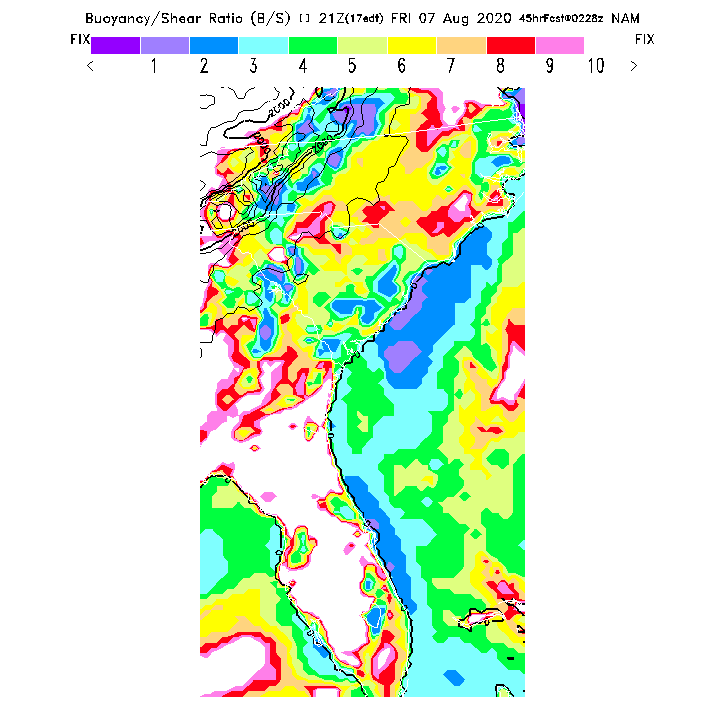 Buoyancy/Shear Ratio (B/S) [] 21Z(17edt) FRI 07 Aug 2020 45hrFcst@0228z NAM
FIX FIX
< 1 2 3 4 5 6 7 8 9 10 >
2000